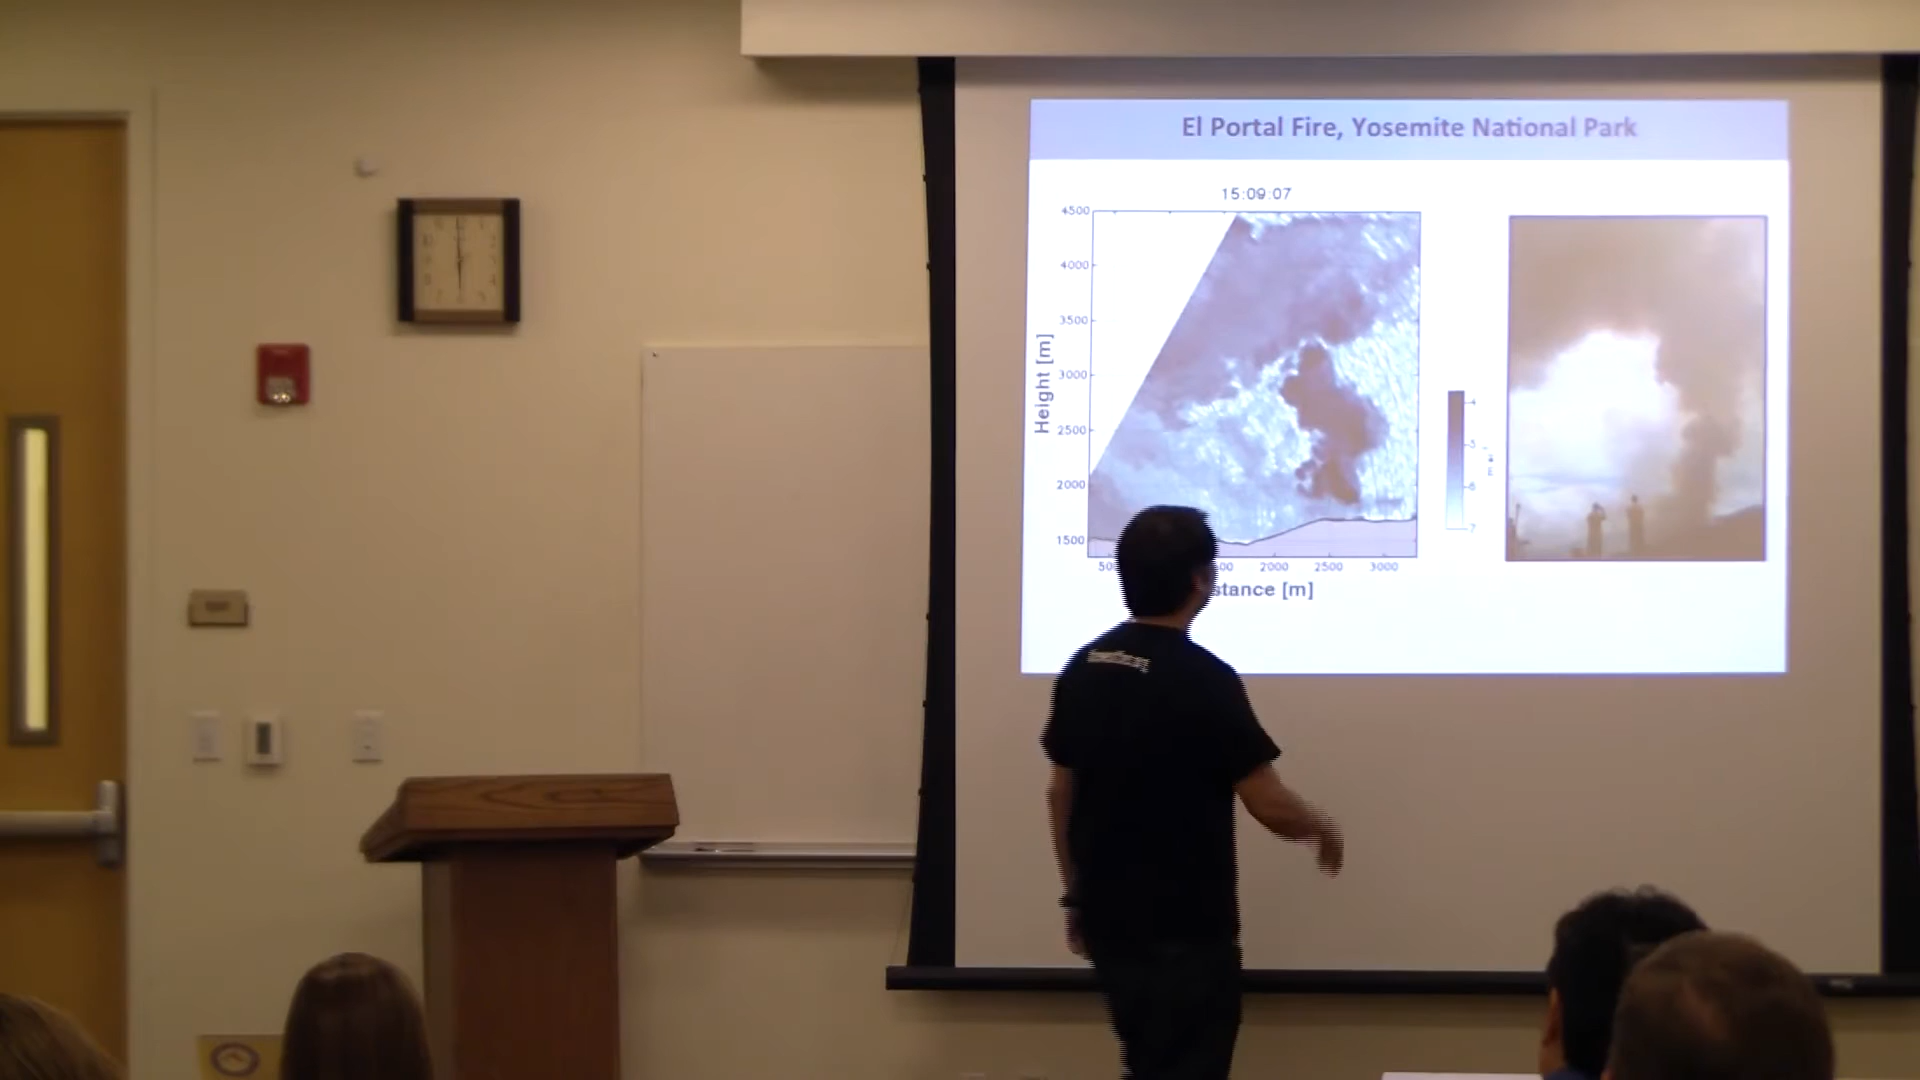 El Portal Fire, Yosemite National Park
15:09:07
4500
4000
3500
3000
2500
2000
1500
Height [m]
2000 2500 3000
stance [m]